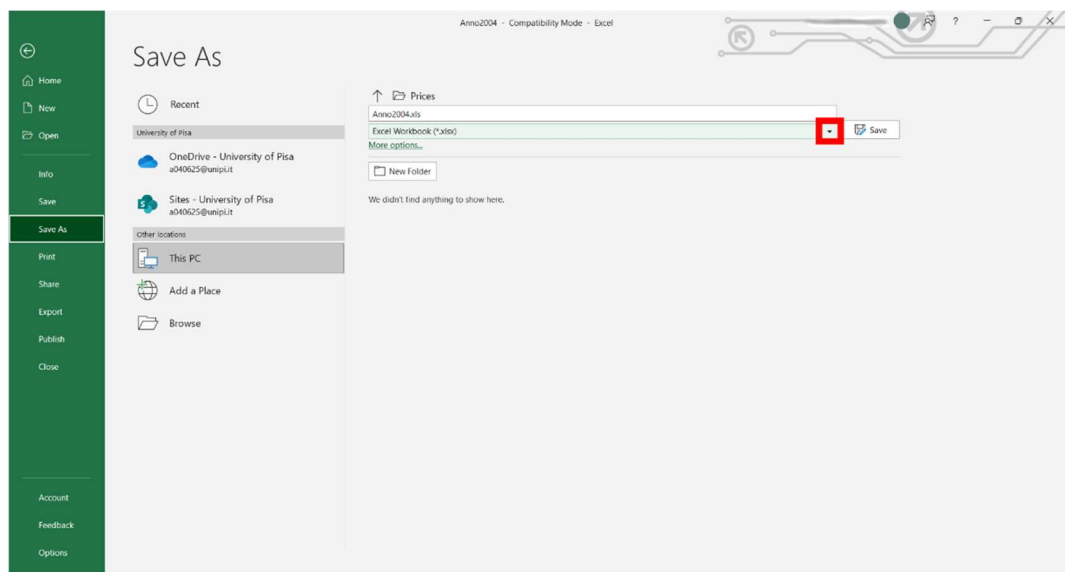 Anno2004 - Compatibility Mode - Excel
?
Home
New
Open
Info
Save
Save As
Print
Share
Export
Publish
Close
Account
Feedback
Options
Save As
Recent
University of Pisa
OneDrive - University of Pisa
a040625@unipi.it
Sites - University of Pisa
a040625@unipi.it
Other locations
This PC
Add a Place
Browse
Prices
Anno2004.xls
Excel Workbook (*.xlsx)
Save
More options...
New Folder
We didn't find anything to show here.